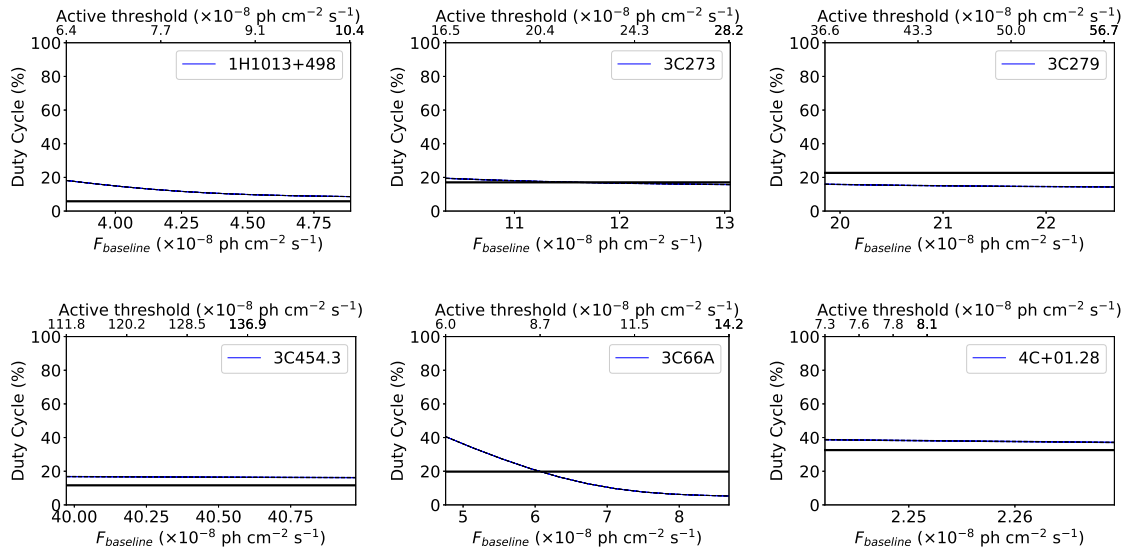 Active threshold (×10⁻⁸ ph cm⁻² s⁻¹)
6.4 7.7 9.1 10.4
100
80
60
40
20
0
Duty Cycle (%)
1H1013+498
4.00 4.25 4.50 4.75
F_baseline (×10⁻⁸ ph cm⁻² s⁻¹)
Active threshold (×10⁻⁸ ph cm⁻² s⁻¹)
16.5 20.4 24.3 28.2
100
80
60
40
20
0
Duty Cycle (%)
3C273
11 12 13
F_baseline (×10⁻⁸ ph cm⁻² s⁻¹)
Active threshold (×10⁻⁸ ph cm⁻² s⁻¹)
36.6 43.3 50.0 56.7
100
80
60
40
20
0
Duty Cycle (%)
3C279
20 21 22
F_baseline (×10⁻⁸ ph cm⁻² s⁻¹)
Active threshold (×10⁻⁸ ph cm⁻² s⁻¹)
111.8 120.2 128.5 136.9
100
80
60
40
20
0
Duty Cycle (%)
3C454.3
40.00 40.25 40.50 40.75
F_baseline (×10⁻⁸ ph cm⁻² s⁻¹)
Active threshold (×10⁻⁸ ph cm⁻² s⁻¹)
6.0 8.7 11.5 14.2
100
80
60
40
20
0
Duty Cycle (%)
3C66A
5 6 7 8
F_baseline (×10⁻⁸ ph cm⁻² s⁻¹)
Active threshold (×10⁻⁸ ph cm⁻² s⁻¹)
7.3 7.6 7.8 8.1
100
80
60
40
20
0
Duty Cycle (%)
4C+01.28
2.25 2.26
F_baseline (×10⁻⁸ ph cm⁻² s⁻¹)